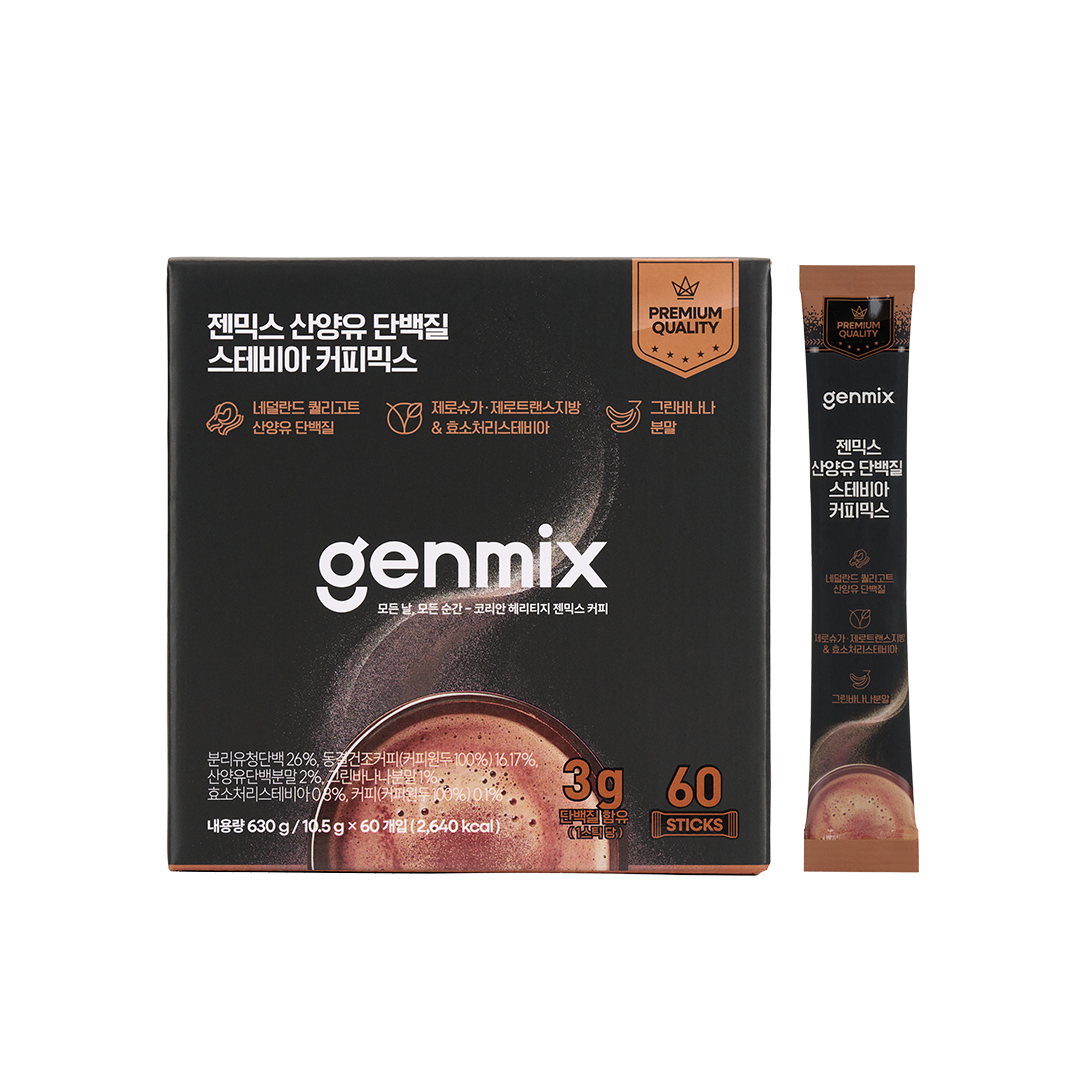 젠믹스 산양유 단백질
스테비아 커피믹스
PREMIUM
QUALITY
네덜란드 퀄리고트
산양유 단백질
제로슈가·제로트랜스지방
& 효소처리스테비아
그린바나나
분말
genmix
모든 날, 모든 순간 – 코리안 헤리티지 젠믹스 커피
분리유청단백 26%, 동결건조커피(커피원두 100%) 16.17%,
산양유단백분말 2%, 그린바나나분말 1%,
효소처리스테비아 0.8%, 커피(커피원두 100%) 0.1%
내용량 630 g / 10.5 g × 60 개입 ( 2,640 kcal )
3g
단백질 함유
( 1스틱 당 )
60
STICKS
PREMIUM
QUALITY
genmix
젠믹스
산양유 단백질
스테비아
커피믹스
네덜란드 퀄리고트
산양유 단백질
제로슈가·제로트랜스지방
& 효소처리스테비아
그린바나나분말